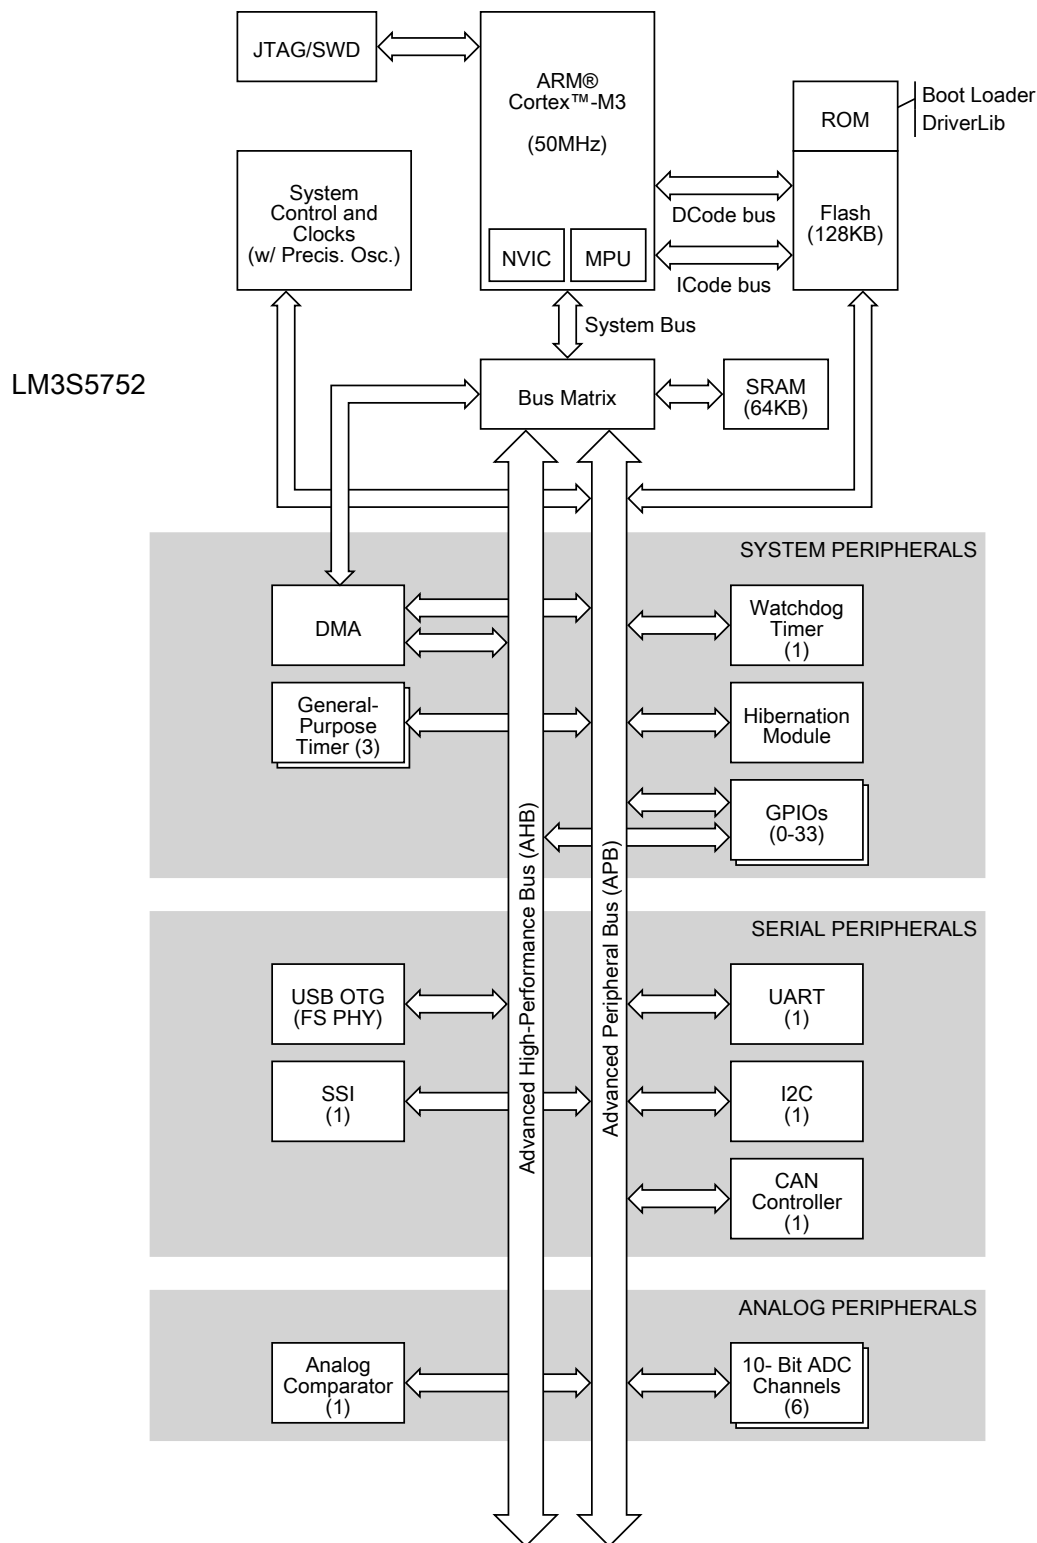 JTAG/SWD
ARM®
Cortex™-M3
(50MHz)
NVIC
MPU
ROM
Boot Loader
DriverLib
System
Control and
Clocks
(w/ Precis. Osc.)
DCode bus
Flash
(128KB)
ICode bus
System Bus
LM3S5752
Bus Matrix
SRAM
(64KB)
SYSTEM PERIPHERALS
DMA
Watchdog
Timer
(1)
General-
Purpose
Timer (3)
Hibernation
Module
GPIOs
(0-33)
Advanced High-Performance Bus (AHB)
Advanced Peripheral Bus (APB)
SERIAL PERIPHERALS
USB OTG
(FS PHY)
UART
(1)
SSI
(1)
I2C
(1)
CAN
Controller
(1)
ANALOG PERIPHERALS
Analog
Comparator
(1)
10- Bit ADC
Channels
(6)